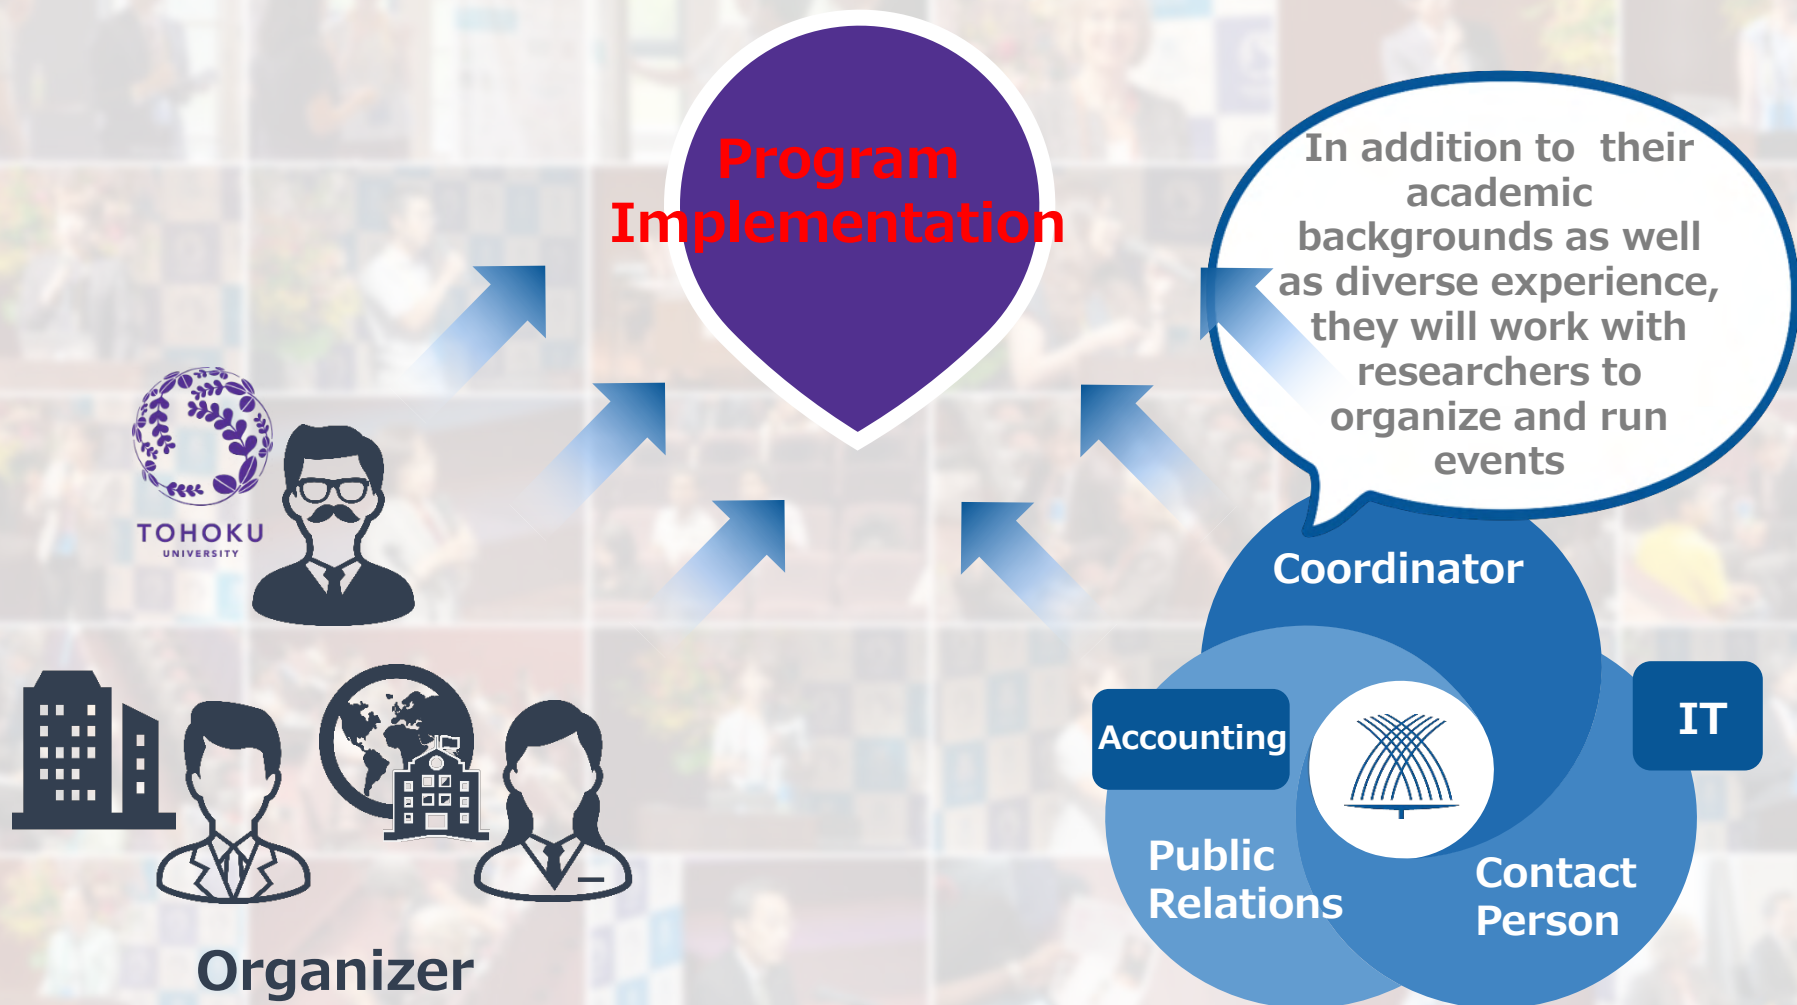 Program
Implementation
In addition to  their
academic
backgrounds as well
as diverse experience,
they will work with
researchers to
organize and run
events
TOHOKU
UNIVERSITY
Coordinator
Accounting
IT
Public
Relations
Contact
Person
Organizer